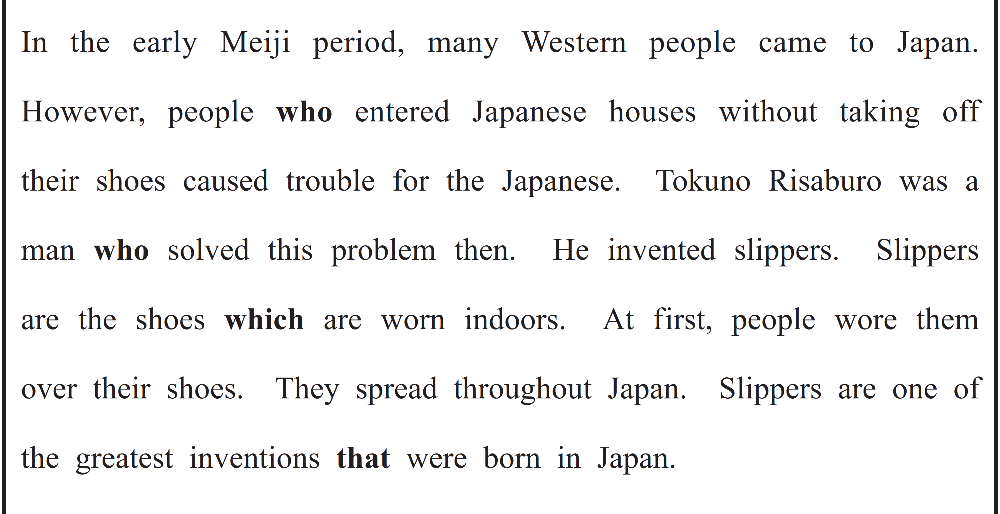 In the early Meiji period, many Western people came to Japan.
However, people who entered Japanese houses without taking off
their shoes caused trouble for the Japanese. Tokuno Risaburo was a
man who solved this problem then. He invented slippers. Slippers
are the shoes which are worn indoors. At first, people wore them
over their shoes. They spread throughout Japan. Slippers are one of
the greatest inventions that were born in Japan.